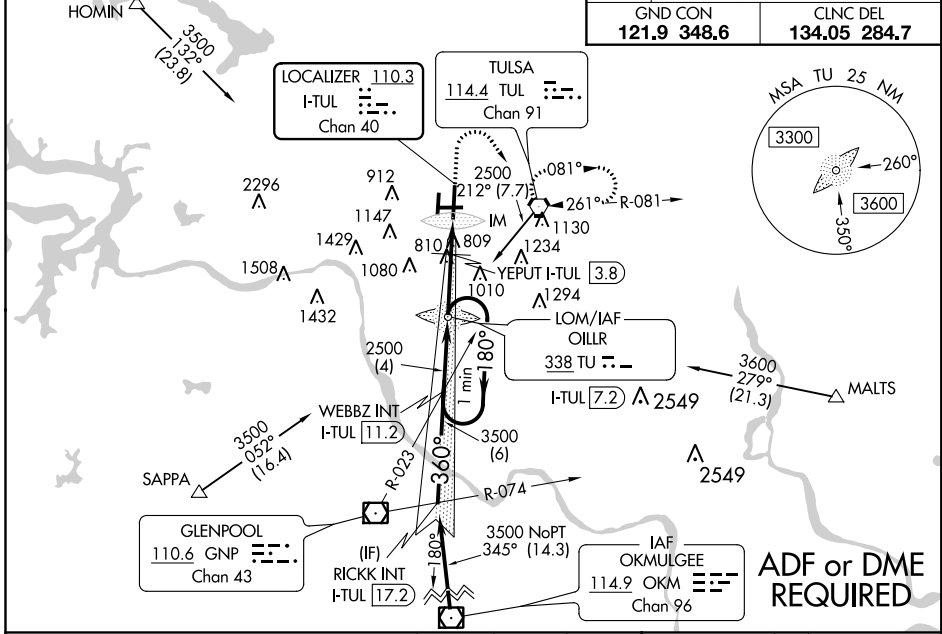 HOMIN
3500
132°
(23.8)
GND CON
121.9 348.6
CLNC DEL
134.05 284.7
LOCALIZER 110.3
I-TUL
Chan 40
TULSA
114.4 TUL
Chan 91
MSA TU 25 NM
3300
260°
3600
350°
2500
212° (7.7)
081°
261°
R-081
2296
912
1147
IM
1130
1429
810
809
1234
1508
1080
YEPUT I-TUL 3.8
1010
1294
1432
LOM/IAF
OILLR
338 TU
I-TUL 7.2
2549
2500
(4)
1 min
180°
3600
279°
(21.3)
MALTS
WEBBZ INT
I-TUL 11.2
3500
052°
(16.4)
3500
(6)
360°
2549
SAPPA
R-023
R-074
GLENPOOL
110.6 GNP
Chan 43
(IF)
RICKK INT
I-TUL 17.2
180°
3500 NoPT
345° (14.3)
IAF
OKMULGEE
114.9 OKM
Chan 96
ADF or DME
REQUIRED